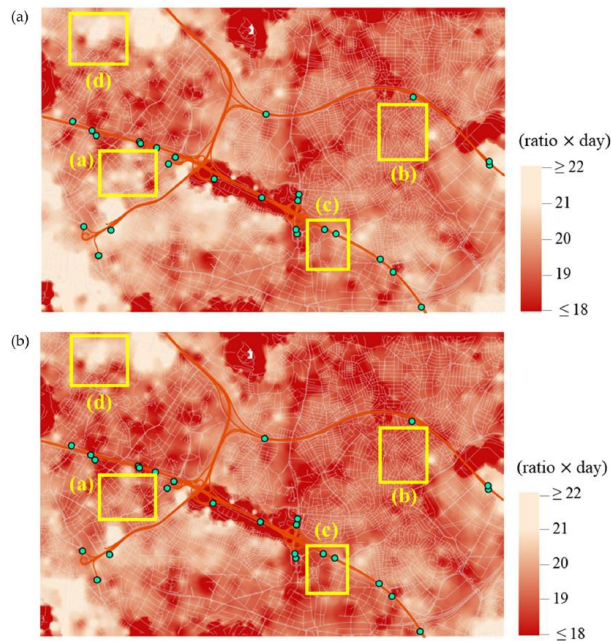 (a)
(d)
(a)
(b)
(c)
(ratio × day)
≥ 22
21
20
19
≤ 18
(b)
(d)
(a)
(b)
(c)
(ratio × day)
≥ 22
21
20
19
≤ 18